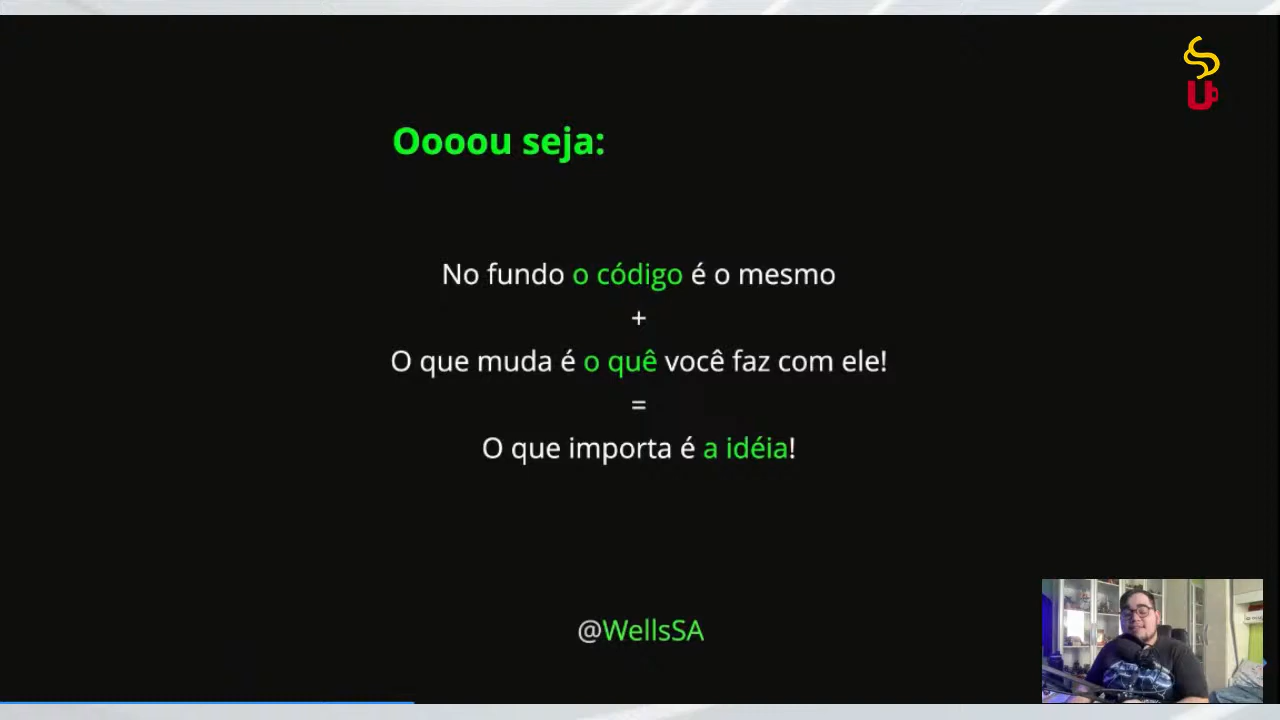 Oooou seja:
No fundo o código é o mesmo
+
O que muda é o quê você faz com ele!
=
O que importa é a idéia!
@WellsSA